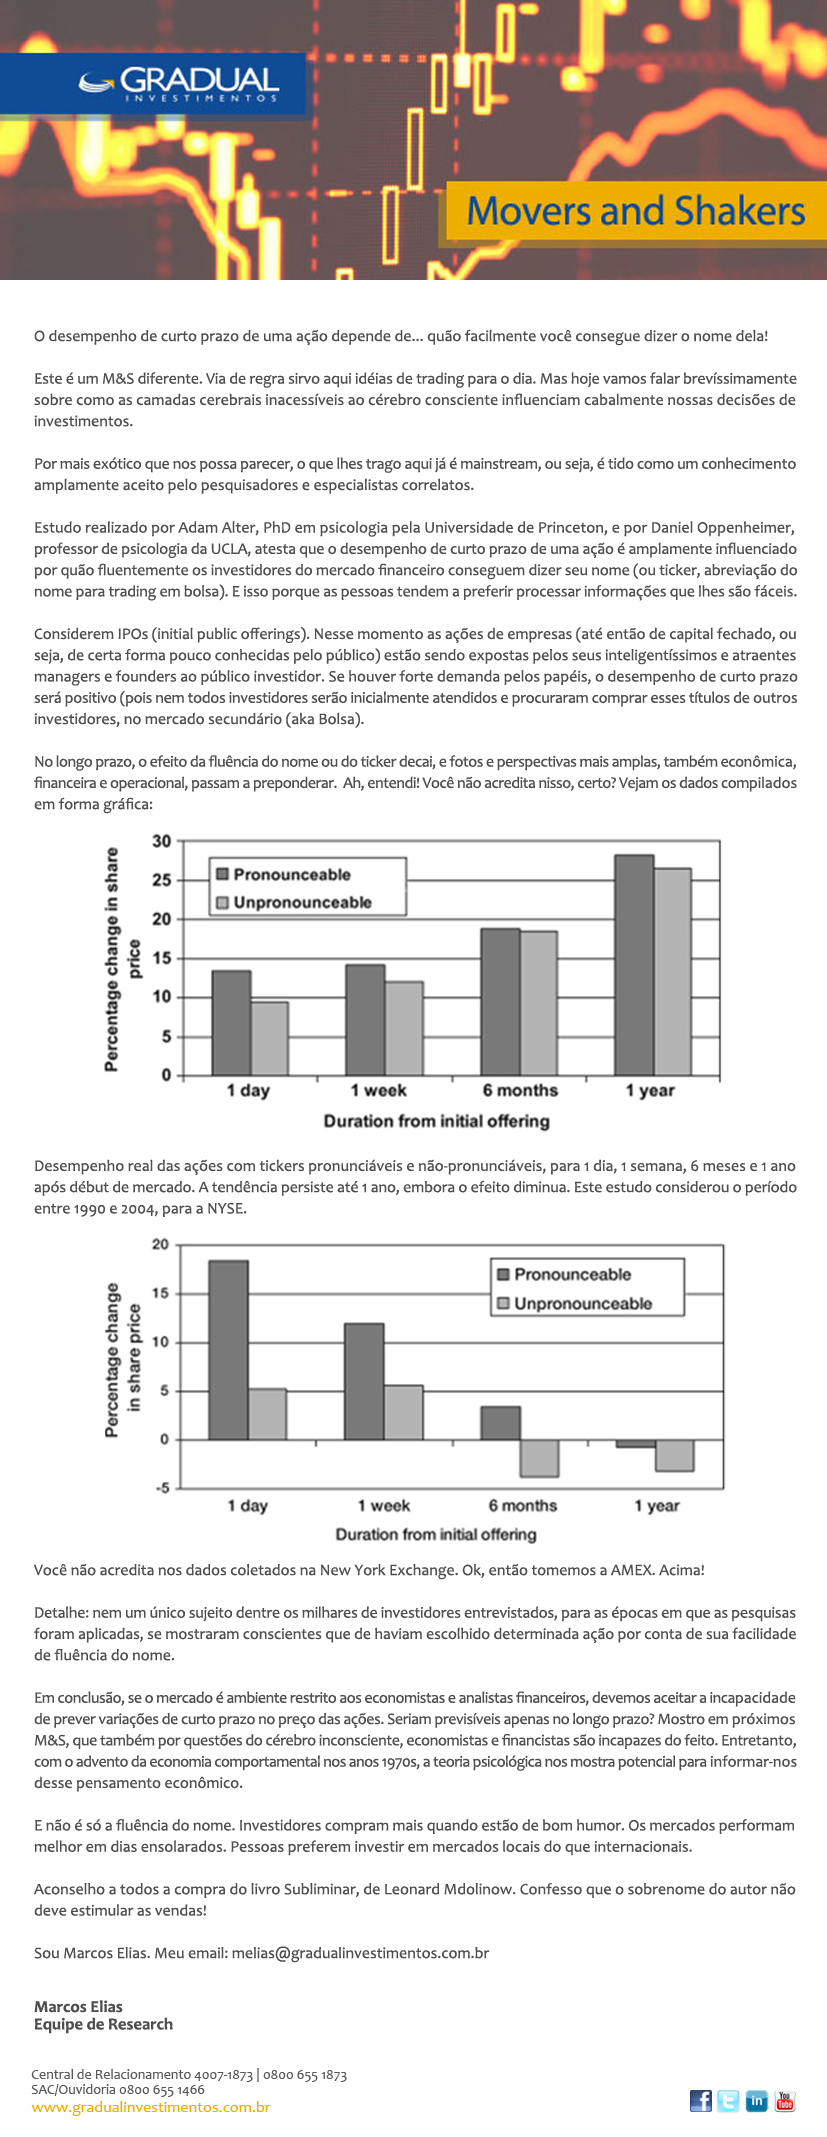 GRADUAL
INVESTIMENTOS
Movers and Shakers
O desempenho de curto prazo de uma ação depende de... quão facilmente você consegue dizer o nome dela!
Este é um M&S diferente. Via de regra sirvo aqui idéias de trading para o dia. Mas hoje vamos falar brevíssimamente
sobre como as camadas cerebrais inacessíveis ao cérebro consciente influenciam cabalmente nossas decisões de
investimentos.
Por mais exótico que nos possa parecer, o que lhes trago aqui já é mainstream, ou seja, é tido como um conhecimento
amplamente aceito pelo pesquisadores e especialistas correlatos.
Estudo realizado por Adam Alter, PhD em psicologia pela Universidade de Princeton, e por Daniel Oppenheimer,
professor de psicologia da UCLA, atesta que o desempenho de curto prazo de uma ação é amplamente influenciado
por quão fluentemente os investidores do mercado financeiro conseguem dizer seu nome (ou ticker, abreviação do
nome para trading em bolsa). E isso porque as pessoas tendem a preferir processar informações que lhes são fáceis.
Considerem IPOs (initial public offerings). Nesse momento as ações de empresas (até então de capital fechado, ou
seja, de certa forma pouco conhecidas pelo público) estão sendo expostas pelos seus inteligentíssimos e atraentes
managers e founders ao público investidor. Se houver forte demanda pelos papéis, o desempenho de curto prazo
será positivo (pois nem todos investidores serão inicialmente atendidos e procuraram comprar esses títulos de outros
investidores, no mercado secundário (aka Bolsa).
No longo prazo, o efeito da fluência do nome ou do ticker decai, e fotos e perspectivas mais amplas, também econômica,
financeira e operacional, passam a preponderar. Ah, entendi! Você não acredita nisso, certo? Vejam os dados compilados
em forma gráfica:
Percentage change in share
price
30
25
20
15
10
5
0
Pronounceable
Unpronounceable
1 day 1 week 6 months 1 year
Duration from initial offering
Desempenho real das ações com tickers pronunciáveis e não-pronunciáveis, para 1 dia, 1 semana, 6 meses e 1 ano
após début de mercado. A tendência persiste até 1 ano, embora o efeito diminua. Este estudo considerou o período
entre 1990 e 2004, para a NYSE.
Percentage change
in share price
20
15
10
5
0
-5
Pronounceable
Unpronounceable
1 day 1 week 6 months 1 year
Duration from initial offering
Você não acredita nos dados coletados na New York Exchange. Ok, então tomemos a AMEX. Acima!
Detalhe: nem um único sujeito dentre os milhares de investidores entrevistados, para as épocas em que as pesquisas
foram aplicadas, se mostraram conscientes que de haviam escolhido determinada ação por conta de sua facilidade
de fluência do nome.
Em conclusão, se o mercado é ambiente restrito aos economistas e analistas financeiros, devemos aceitar a incapacidade
de prever variações de curto prazo no preço das ações. Seriam previsíveis apenas no longo prazo? Mostro em próximos
M&S, que também por questões do cérebro inconsciente, economistas e financistas são incapazes do feito. Entretanto,
com o advento da economia comportamental nos anos 1970s, a teoria psicológica nos mostra potencial para informar-nos
desse pensamento econômico.
E não é só a fluência do nome. Investidores compram mais quando estão de bom humor. Os mercados performam
melhor em dias ensolarados. Pessoas preferem investir em mercados locais do que internacionais.
Aconselho a todos a compra do livro Subliminar, de Leonard Mdolinow. Confesso que o sobrenome do autor não
deve estimular as vendas!
Sou Marcos Elias. Meu email: melias@gradualinvestimentos.com.br
Marcos Elias
Equipe de Research
Central de Relacionamento 4007-1873 | 0800 655 1873
SAC/Ouvidoria 0800 655 1466
www.gradualinvestimentos.com.br
f t in You Tube